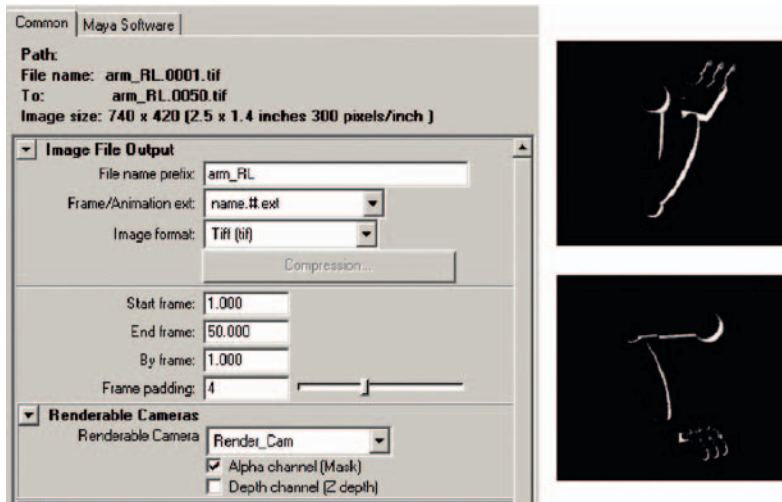 Common Maya Software
Path:
File name: arm_RL.0001.tif
To: arm_RL.0050.tif
Image size: 740 x 420 (2.5 x 1.4 inches 300 pixels/inch )
Image File Output
File name prefix: arm_RL
Frame/Animation ext: name.#.ext
Image format: Tiff (tif)
Compression...
Start frame: 1.000
End frame: 50.000
By frame: 1.000
Frame padding: 4
Renderable Cameras
Renderable Camera Render_Cam
Alpha channel (Mask)
Depth channel (Z depth)